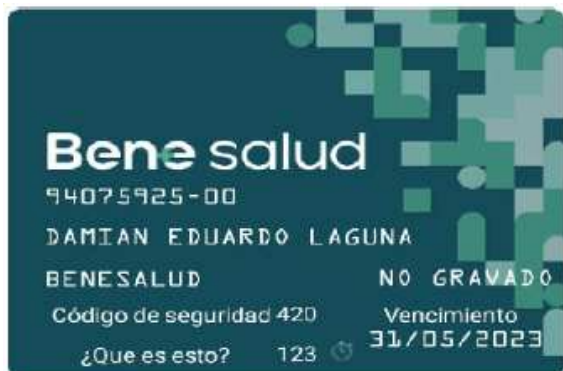 Bene salud
94075925-00
DAMIAN EDUARDO LAGUNA
BENESALUD NO GRAVADO
Código de seguridad 420 Vencimiento
31/05/2023
¿Que es esto? 123